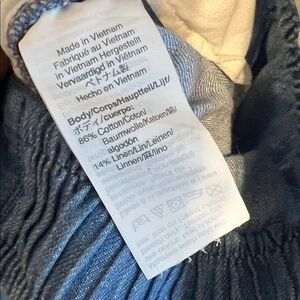 Made in Vietnam
Fabriqué au Vietnam
in Vietnam Hergestellt
Vervaardigd in Vietnam
ベトナム製
Hecho en Vietnam
Body/Corps/Hauptteil/Lijf/
ボディ/cuerpo:
86% Cotton/Coton/
Baumwolle/Katoen/綿/
algodón
14% Linen/Lin/Leinen/
Linnen/麻/lino